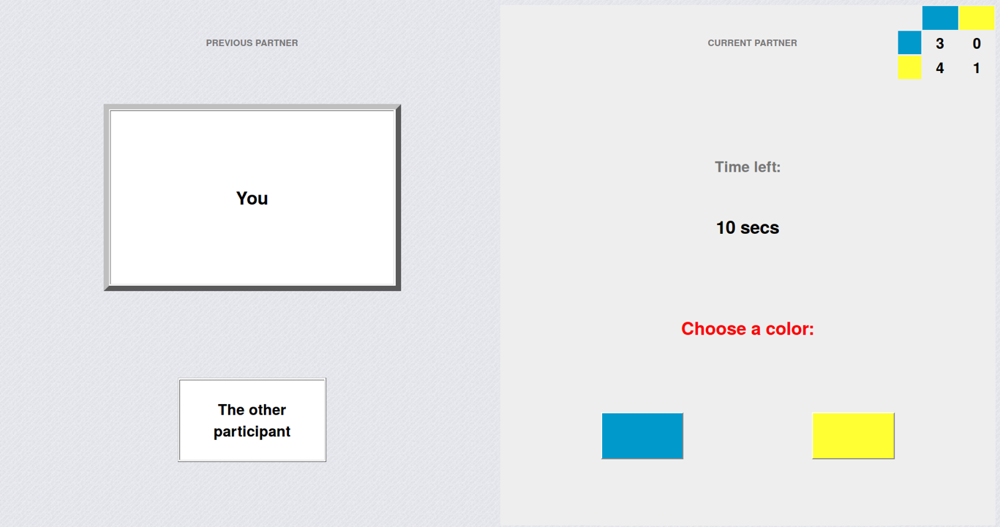 PREVIOUS PARTNER
You
The other
participant
CURRENT PARTNER
3 0
4 1
Time left:
10 secs
Choose a color: